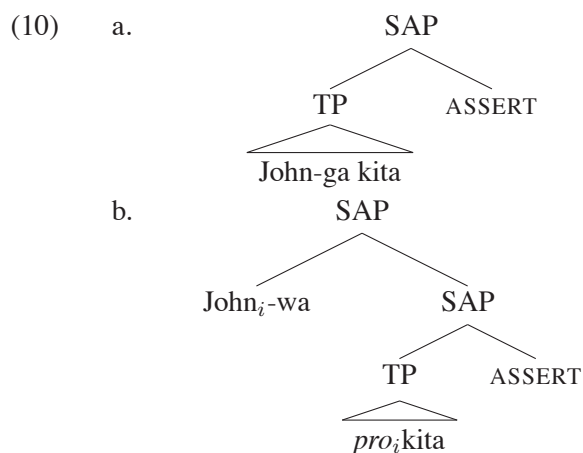 (10) a. SAP
TP ASSERT
John-ga kita
b. SAP
Johni-wa SAP
TP ASSERT
proikita